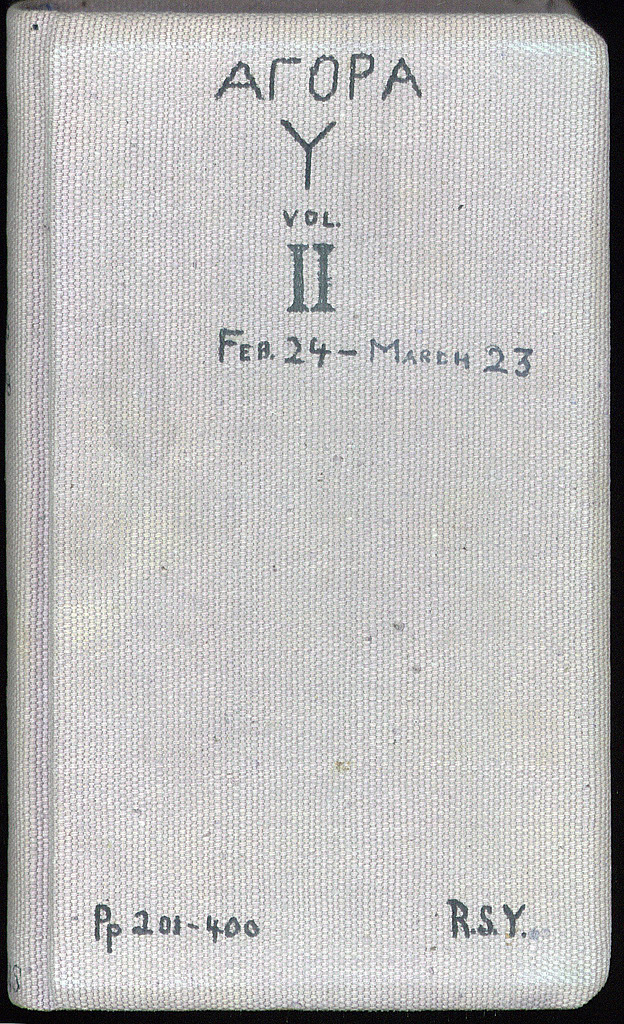 ΑΓΟΡΑ
Υ
VOL.
II
FEB. 24 - MARCH 23
Pp 201-400 R.S.Y.